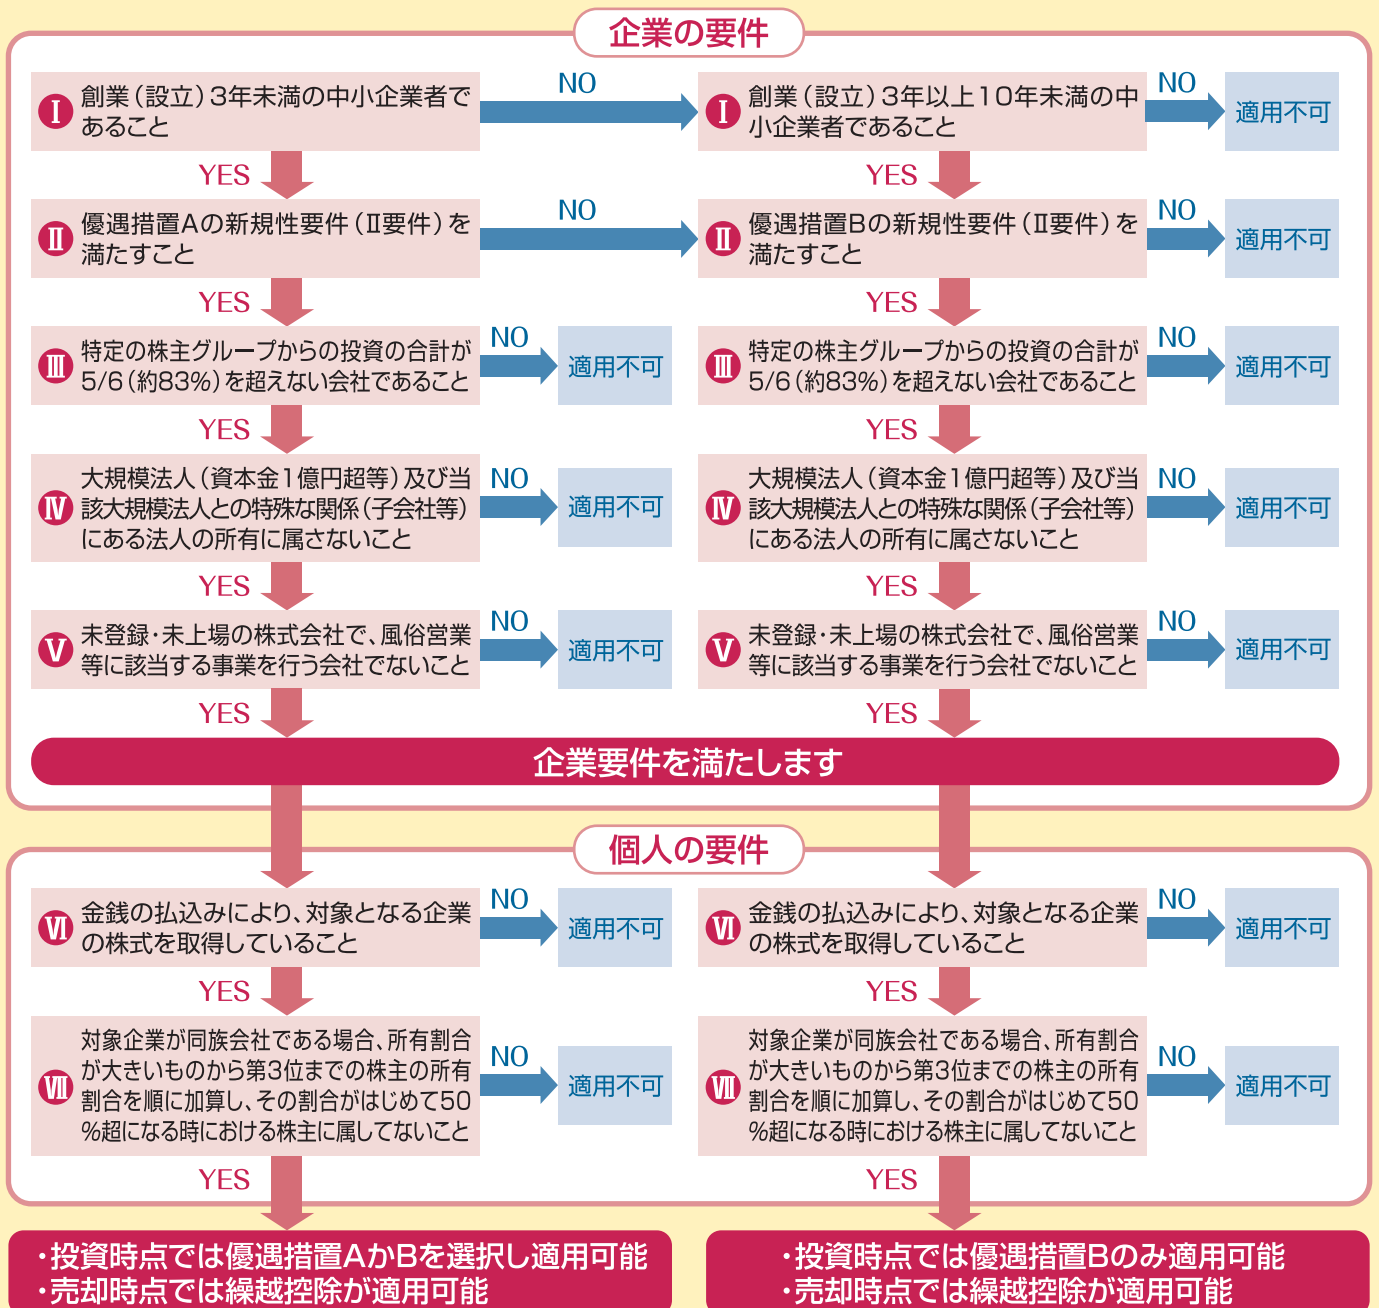 企業の要件
Ⅰ 創業(設立)3年未満の中小企業者で
あること
NO
Ⅰ 創業(設立)3年以上10年未満の中
小企業者であること
NO
適用不可
YES
YES
Ⅱ 優遇措置Aの新規性要件(Ⅱ要件)を
満たすこと
NO
Ⅱ 優遇措置Bの新規性要件(Ⅱ要件)を
満たすこと
NO
適用不可
YES
YES
Ⅲ 特定の株主グループからの投資の合計が
5/6(約83%)を超えない会社であること
NO
適用不可
Ⅲ 特定の株主グループからの投資の合計が
5/6(約83%)を超えない会社であること
NO
適用不可
YES
YES
Ⅳ 大規模法人(資本金1億円超等)及び当
該大規模法人との特殊な関係(子会社等)
にある法人の所有に属さないこと
NO
適用不可
Ⅳ 大規模法人(資本金1億円超等)及び当
該大規模法人との特殊な関係(子会社等)
にある法人の所有に属さないこと
NO
適用不可
YES
YES
Ⅴ 未登録・未上場の株式会社で、風俗営業
等に該当する事業を行う会社でないこと
NO
適用不可
Ⅴ 未登録・未上場の株式会社で、風俗営業
等に該当する事業を行う会社でないこと
NO
適用不可
YES
YES
企業要件を満たします
個人の要件
Ⅵ 金銭の払込みにより、対象となる企業
の株式を取得していること
NO
適用不可
Ⅵ 金銭の払込みにより、対象となる企業
の株式を取得していること
NO
適用不可
YES
YES
Ⅶ 対象企業が同族会社である場合、所有割合
が大きいものから第3位までの株主の所有
割合を順に加算し、その割合がはじめて50
%超になる時における株主に属してないこと
NO
適用不可
Ⅶ 対象企業が同族会社である場合、所有割合
が大きいものから第3位までの株主の所有
割合を順に加算し、その割合がはじめて50
%超になる時における株主に属してないこと
NO
適用不可
YES
YES
・投資時点では優遇措置AかBを選択し適用可能
・売却時点では繰越控除が適用可能
・投資時点では優遇措置Bのみ適用可能
・売却時点では繰越控除が適用可能